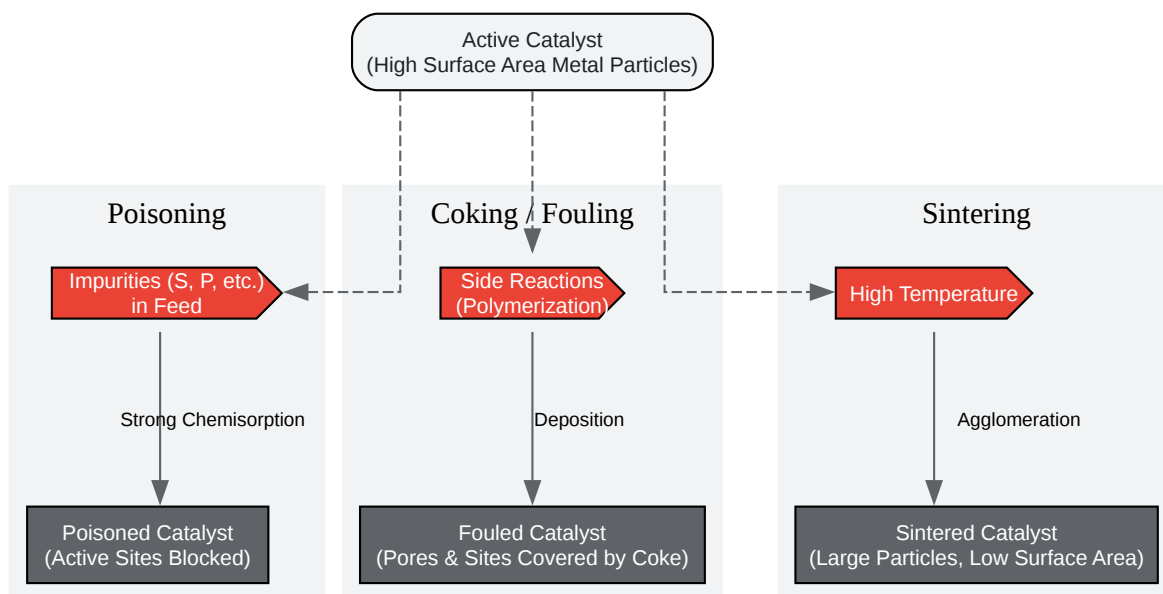 Active Catalyst
(High Surface Area Metal Particles)
Poisoning
Coking / Fouling
Sintering
Impurities (S, P, etc.)
in Feed
Side Reactions
(Polymerization)
High Temperature
Strong Chemisorption
Deposition
Agglomeration
Poisoned Catalyst
(Active Sites Blocked)
Fouled Catalyst
(Pores & Sites Covered by Coke)
Sintered Catalyst
(Large Particles, Low Surface Area)